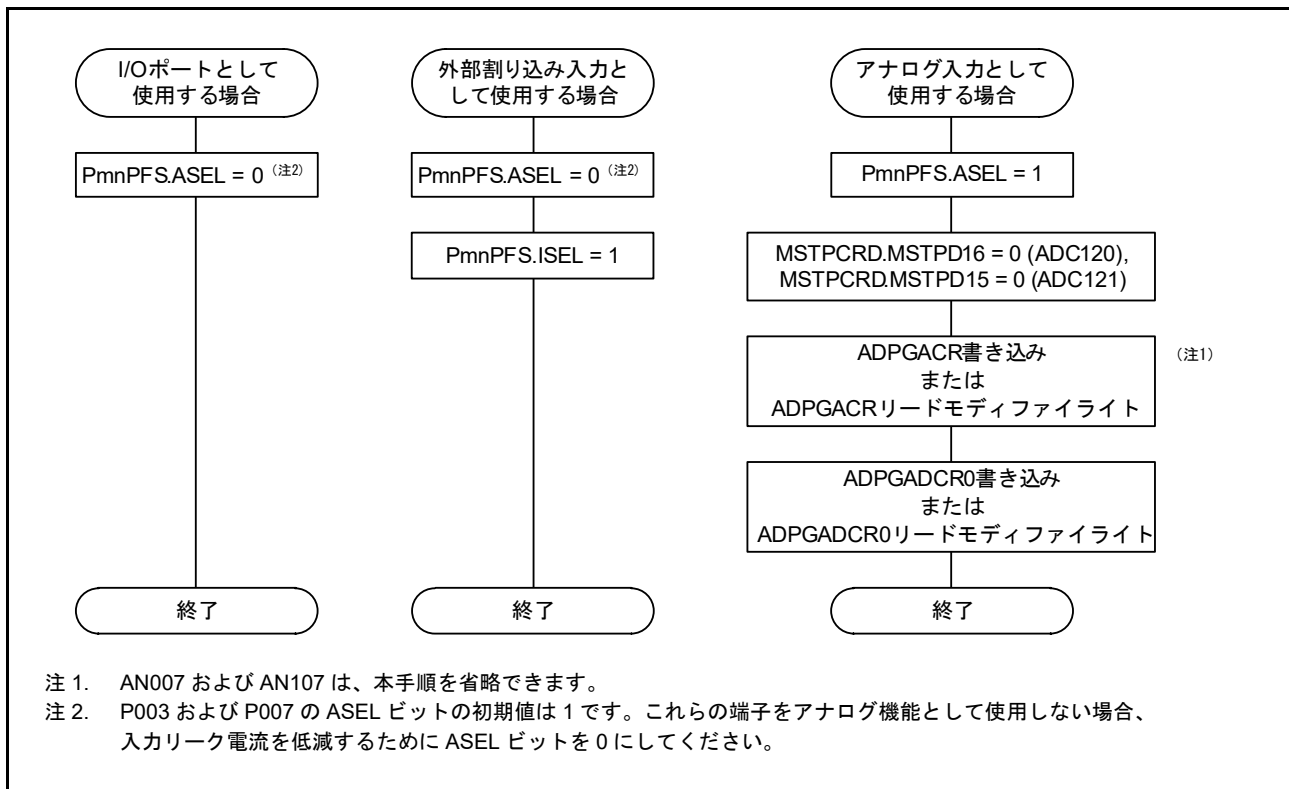 I/Oポートとして
使用する場合
PmnPFS.ASEL = 0 （注2）
終了
外部割り込み入力と
して使用する場合
PmnPFS.ASEL = 0 （注2）
PmnPFS.ISEL = 1
終了
アナログ入力として
使用する場合
PmnPFS.ASEL = 1
MSTPCRD.MSTPD16 = 0 (ADC120),
MSTPCRD.MSTPD15 = 0 (ADC121)
ADPGACR書き込み
または
ADPGACRリードモディファイライト
（注1）
ADPGADCR0書き込み
または
ADPGADCR0リードモディファイライト
終了
注 1. AN007 および AN107 は、本手順を省略できます。
注 2. P003 および P007 の ASEL ビットの初期値は 1 です。これらの端子をアナログ機能として使用しない場合、
入力リーク電流を低減するために ASEL ビットを 0 にしてください。